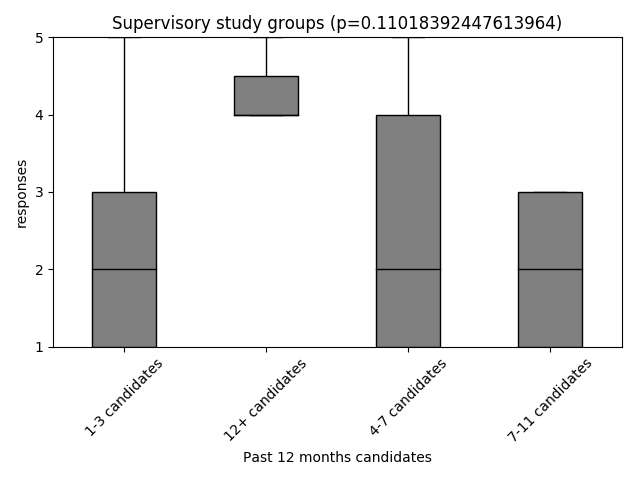 Supervisory study groups (p=0.11018392447613964)
5
4
3
2
1
responses
1-3 candidates
12+ candidates
4-7 candidates
7-11 candidates
Past 12 months candidates